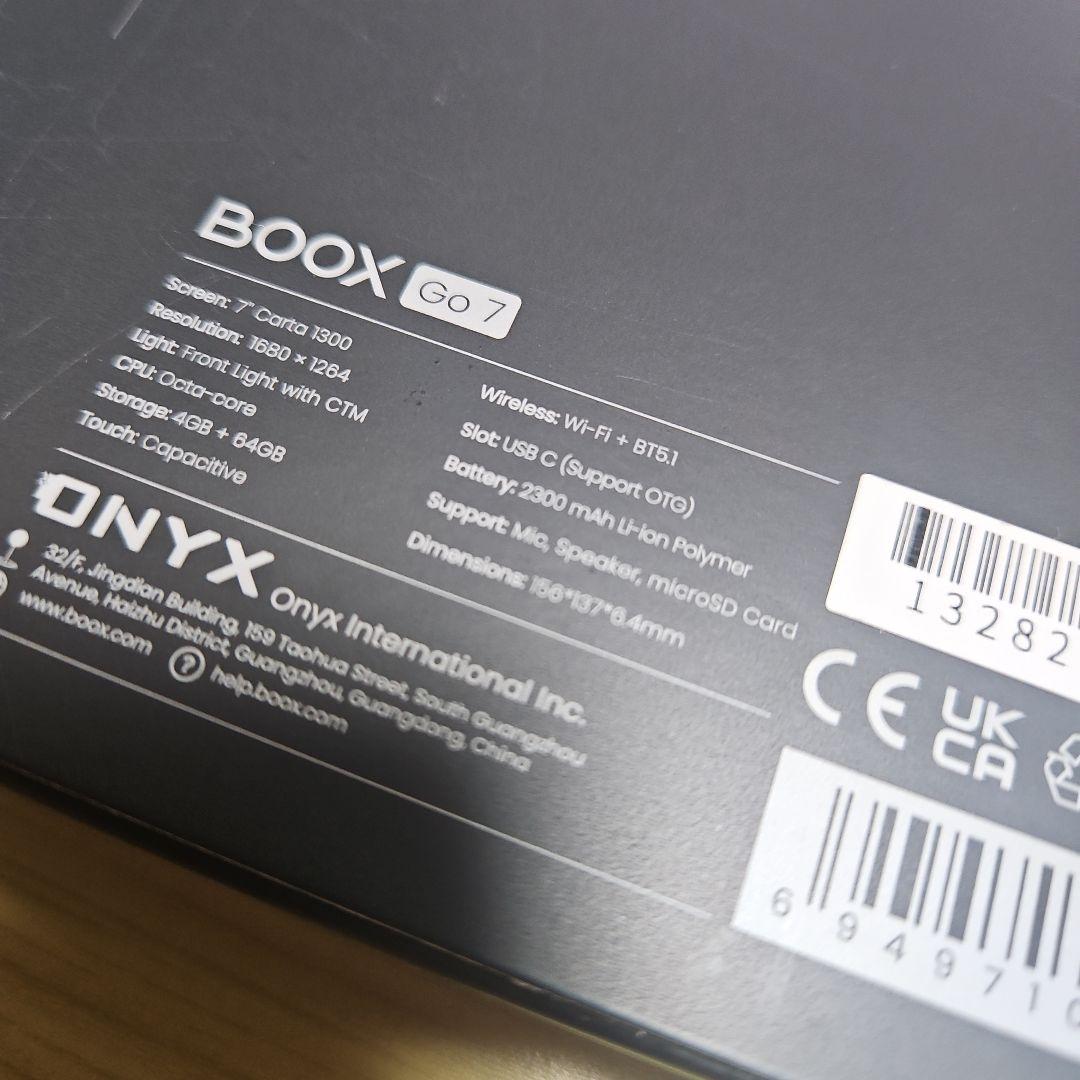 BOOX Go 7
Screen: 7" Carta 1300
Resolution: 1680 × 1264
Light: Front Light with CTM
CPU: Octa-core
Storage: 4GB + 64GB
Touch: Capacitive
Wireless: Wi-Fi + BT5.1
Slot: USB C (Support OTG)
Battery: 2300 mAh Li-ion Polymer
Support: Mic, Speaker, microSD Card
Dimensions: 156*137*6.4mm
ONYX Onyx International Inc.
32/F, Jingdian Building, 159 Taohua Street, South Guangzhou
Avenue, Haizhu District, Guangzhou, Guangdong, China
www.boox.com ? help.boox.com
13282
CE UK
CA
6 949710